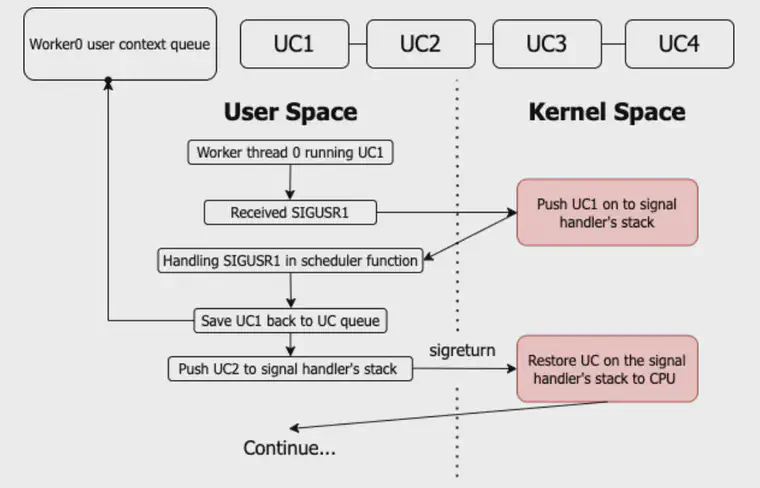 Worker0 user context queue
UC1
UC2
UC3
UC4
User Space
Kernel Space
Worker thread 0 running UC1
Received SIGUSR1
Push UC1 on to signal
handler's stack
Handling SIGUSR1 in scheduler function
Save UC1 back to UC queue
Push UC2 to signal handler's stack
sigreturn
Restore UC on the signal
handler's stack to CPU
Continue...